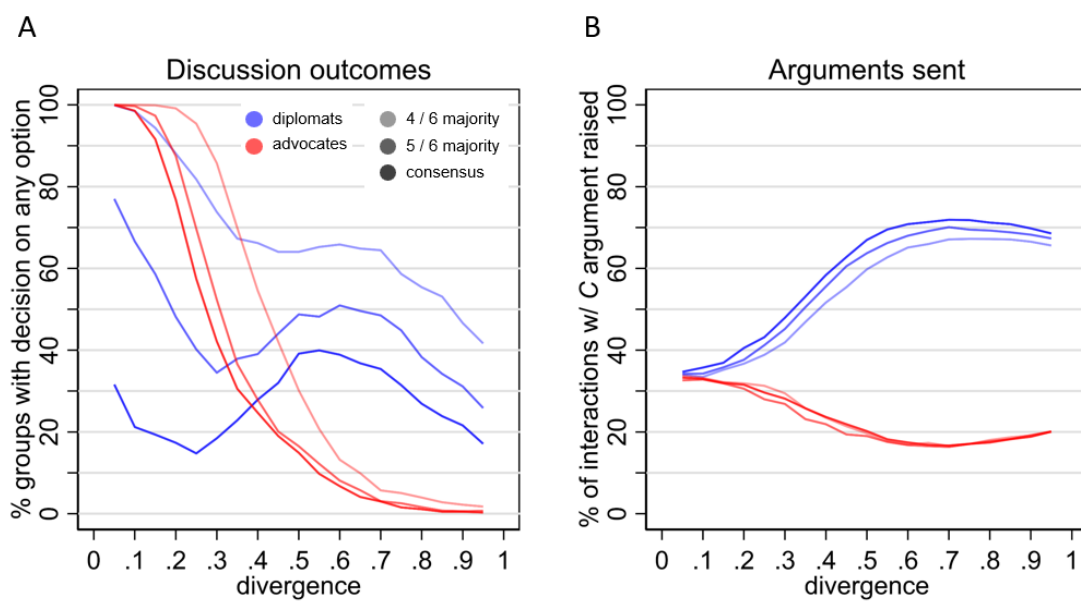 A
B
Discussion outcomes
Arguments sent
% groups with decision on any option
0 20 40 60 80 100
diplomats
advocates
4 / 6 majority
5 / 6 majority
consensus
0 .1 .2 .3 .4 .5 .6 .7 .8 .9 1
divergence
% of interactions w/ C argument raised
0 20 40 60 80 100
0 .1 .2 .3 .4 .5 .6 .7 .8 .9 1
divergence